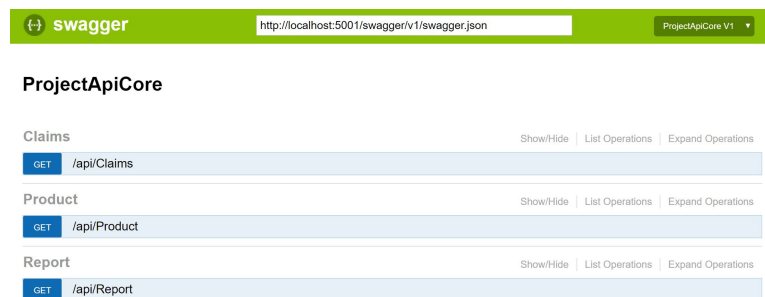 {···} swagger http://localhost:5001/swagger/v1/swagger.json ProjectApiCore V1 ▼
ProjectApiCore
Claims Show/Hide List Operations Expand Operations
GET /api/Claims
Product Show/Hide List Operations Expand Operations
GET /api/Product
Report Show/Hide List Operations Expand Operations
GET /api/Report